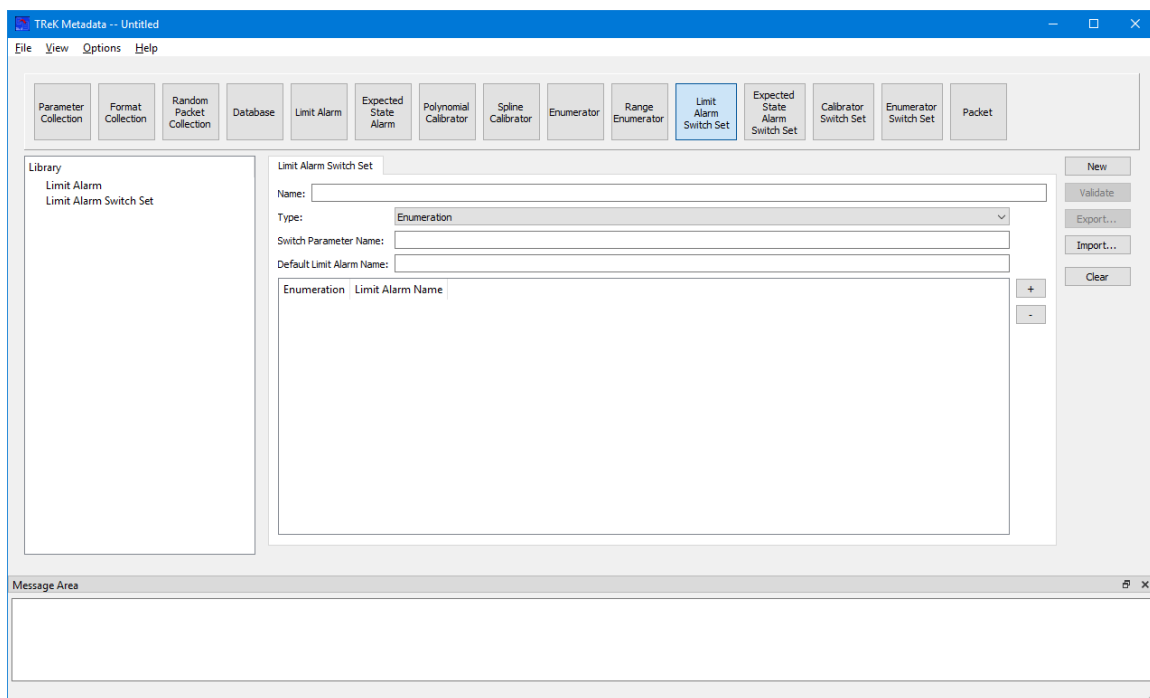 TReK Metadata -- Untitled
File View Options Help
Parameter Collection
Format Collection
Random Packet Collection
Database
Limit Alarm
Expected State Alarm
Polynomial Calibrator
Spline Calibrator
Enumerator
Range Enumerator
Limit Alarm Switch Set
Expected State Alarm Switch Set
Calibrator Switch Set
Enumerator Switch Set
Packet
Library
Limit Alarm
Limit Alarm Switch Set
Limit Alarm Switch Set
Name:
Type: Enumeration
Switch Parameter Name:
Default Limit Alarm Name:
Enumeration Limit Alarm Name
+
-
New
Validate
Export...
Import...
Clear
Message Area